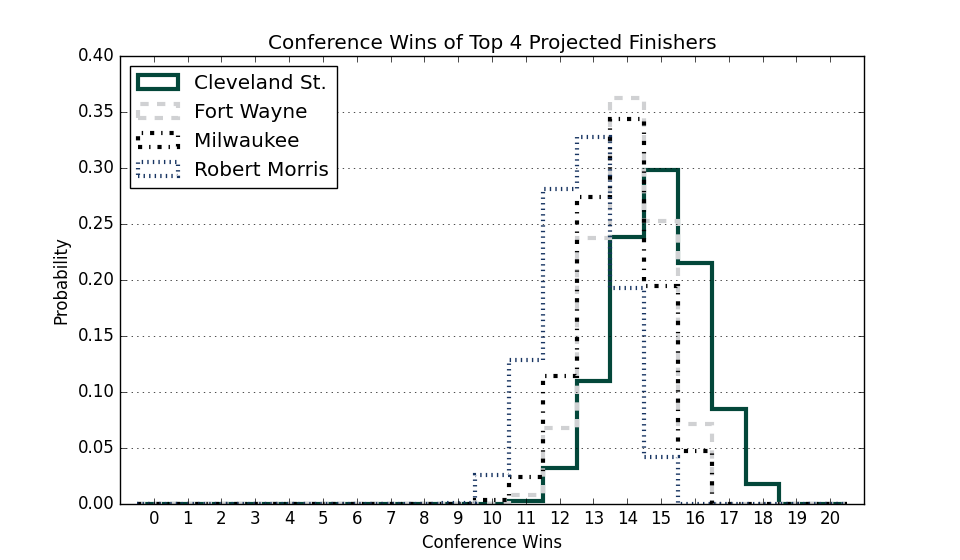 Conference Wins of Top 4 Projected Finishers
Cleveland St.
Fort Wayne
Milwaukee
Robert Morris
Probability
0.40
0.35
0.30
0.25
0.20
0.15
0.10
0.05
0.00
0 1 2 3 4 5 6 7 8 9 10 11 12 13 14 15 16 17 18 19 20
Conference Wins